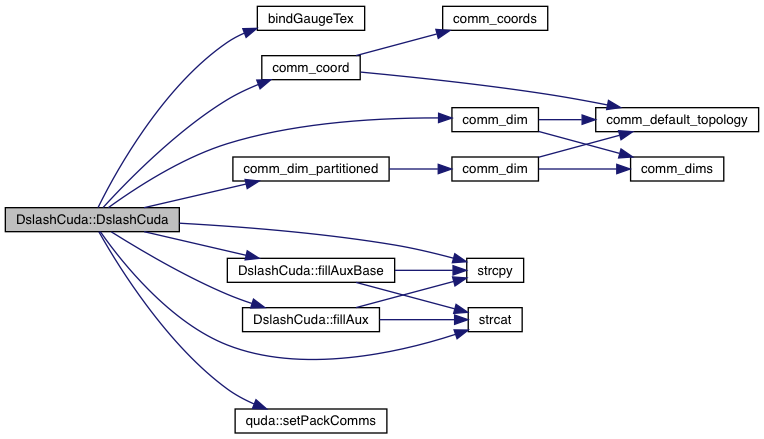 bindGaugeTex
comm_coords
comm_coord
comm_dim
comm_default_topology
comm_dim_partitioned
comm_dim
comm_dims
DslashCuda::DslashCuda
DslashCuda::fillAuxBase
strcpy
DslashCuda::fillAux
strcat
quda::setPackComms